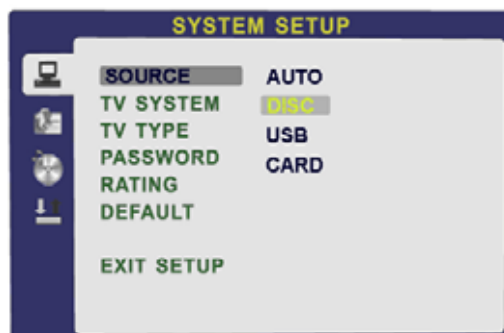 SYSTEM SETUP
SOURCE AUTO
TV SYSTEM DISC
TV TYPE USB
PASSWORD CARD
RATING
DEFAULT
EXIT SETUP